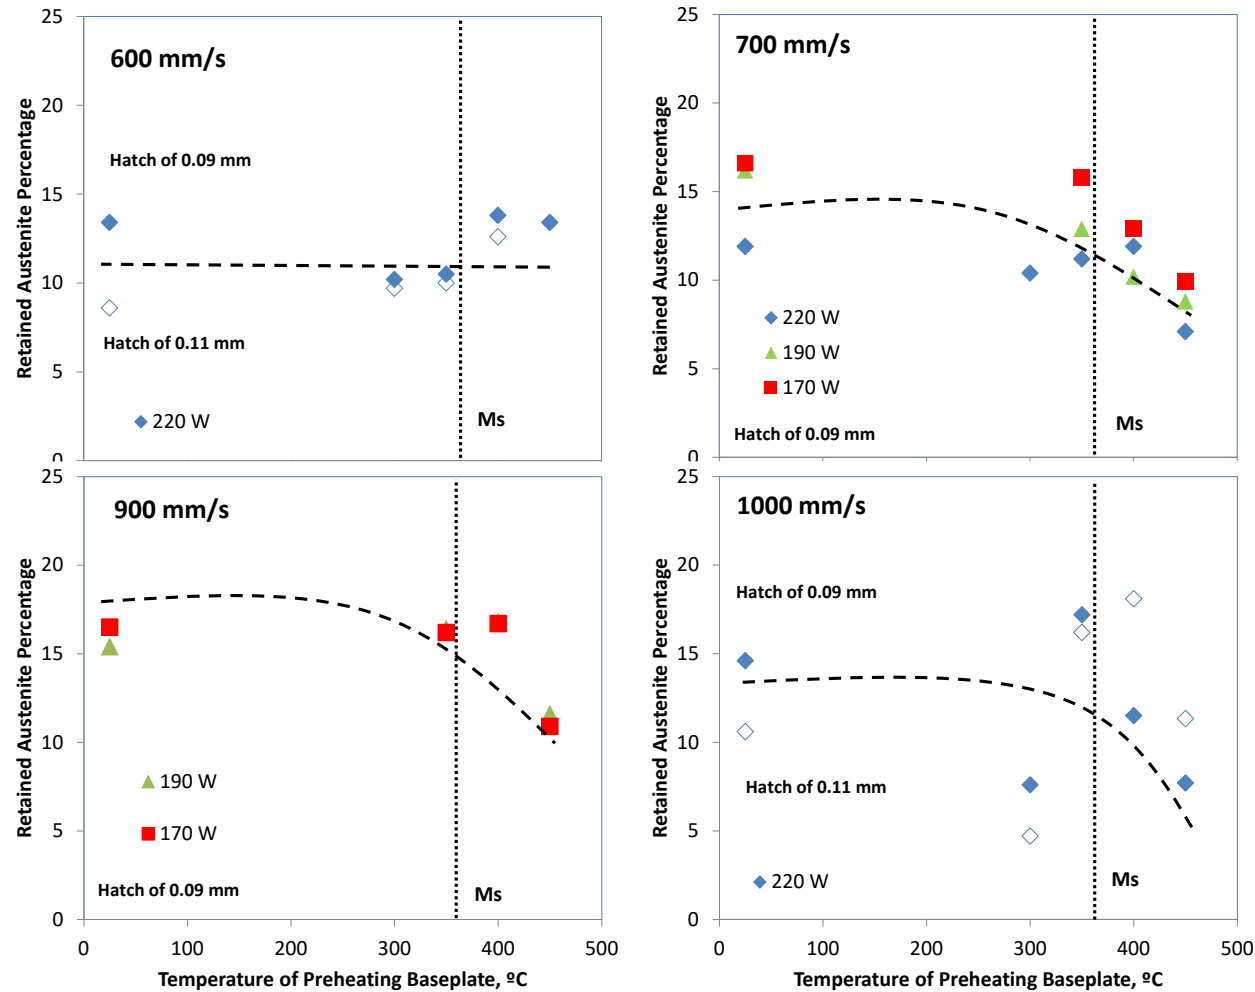 600 mm/s
Retained Austenite Percentage
25
20
15
10
5
0
Hatch of 0.09 mm
Hatch of 0.11 mm
220 W
Ms
700 mm/s
Retained Austenite Percentage
25
20
15
10
5
0
220 W
190 W
170 W
Hatch of 0.09 mm
Ms
900 mm/s
Retained Austenite Percentage
25
20
15
10
5
0
190 W
170 W
Hatch of 0.09 mm
Ms
0 100 200 300 400 500
Temperature of Preheating Baseplate, ºC
1000 mm/s
Retained Austenite Percentage
25
20
15
10
5
0
Hatch of 0.09 mm
Hatch of 0.11 mm
220 W
Ms
0 100 200 300 400 500
Temperature of Preheating Baseplate, ºC